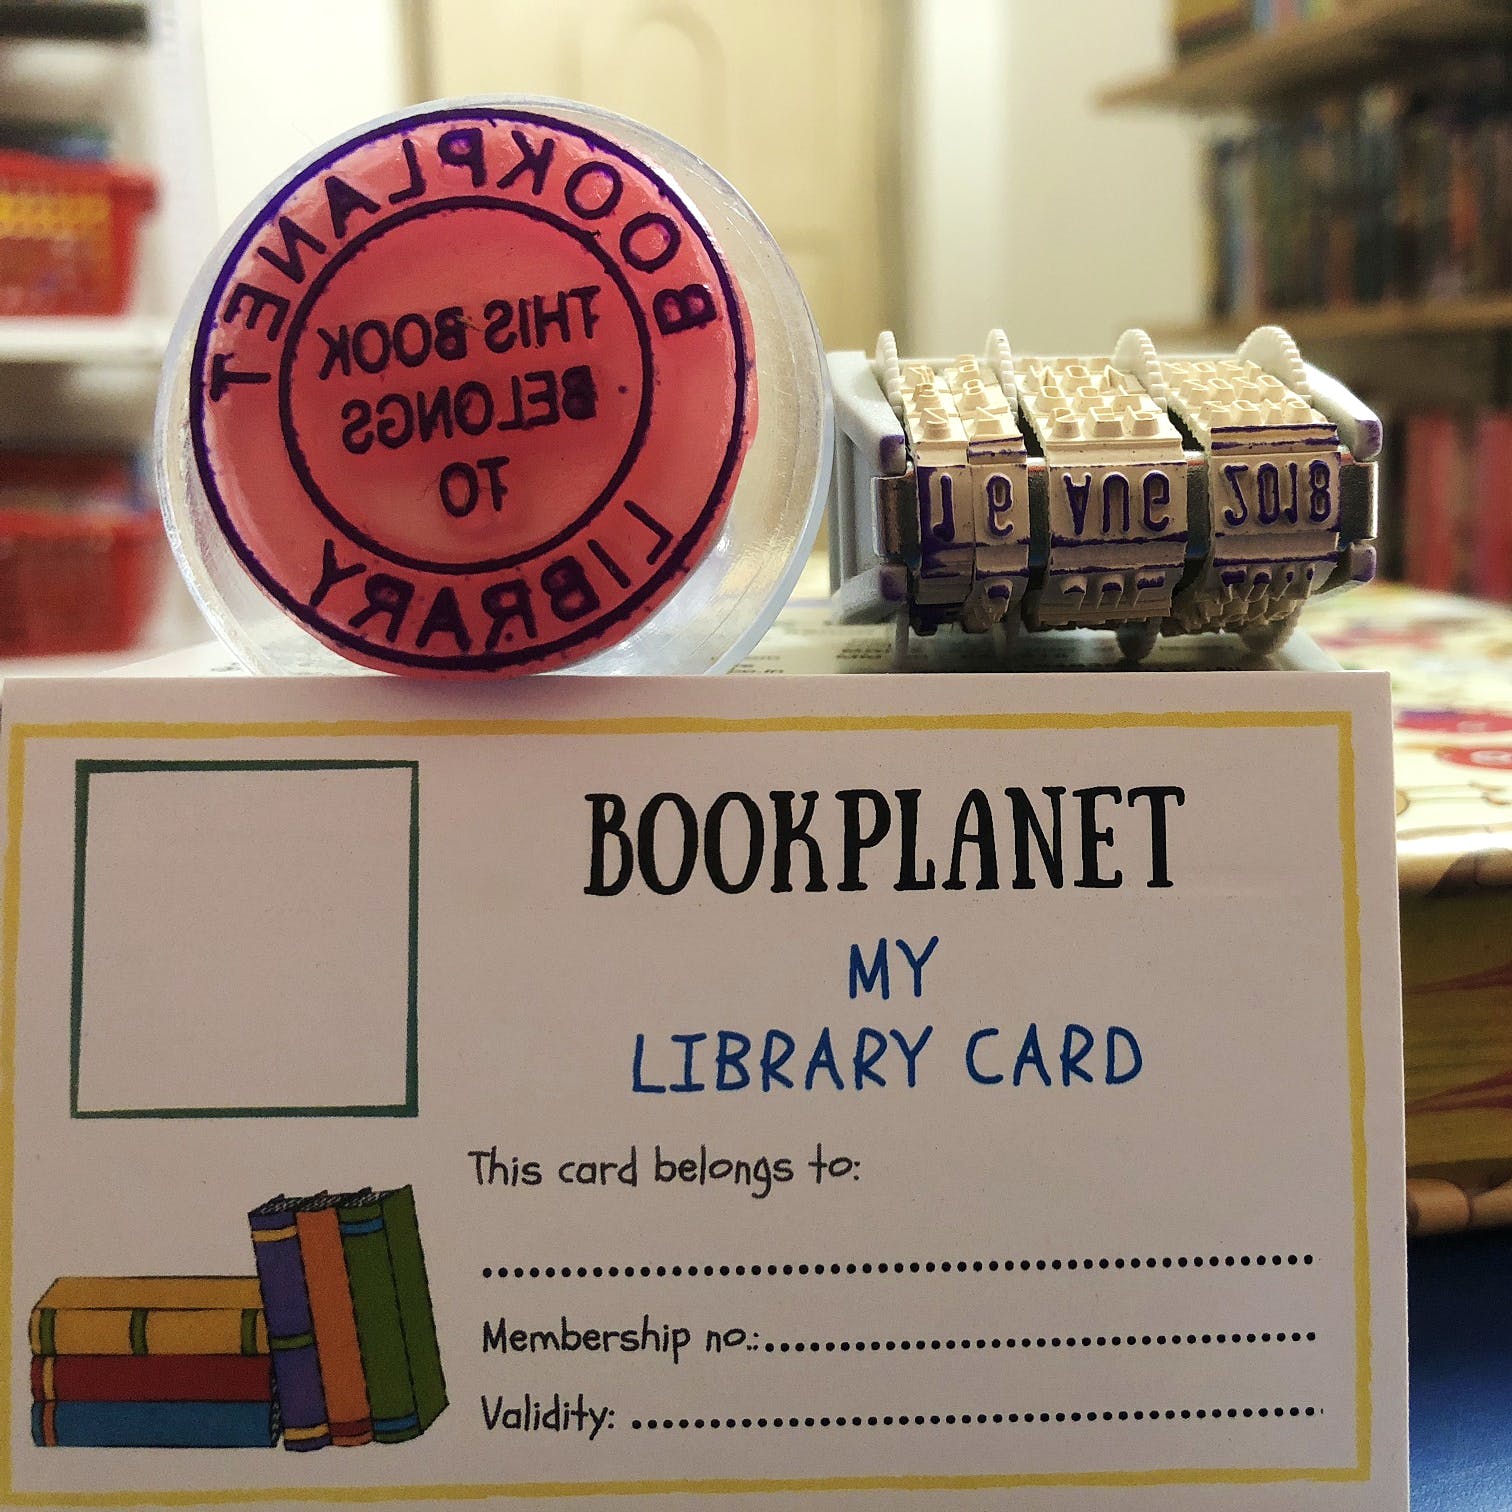 BOOKPLANET
THIS BOOK
BELONGS
TO
LIBRARY
16 AUG 2018
BOOKPLANET
MY
LIBRARY CARD
This card belongs to:
Membership no.:
Validity: